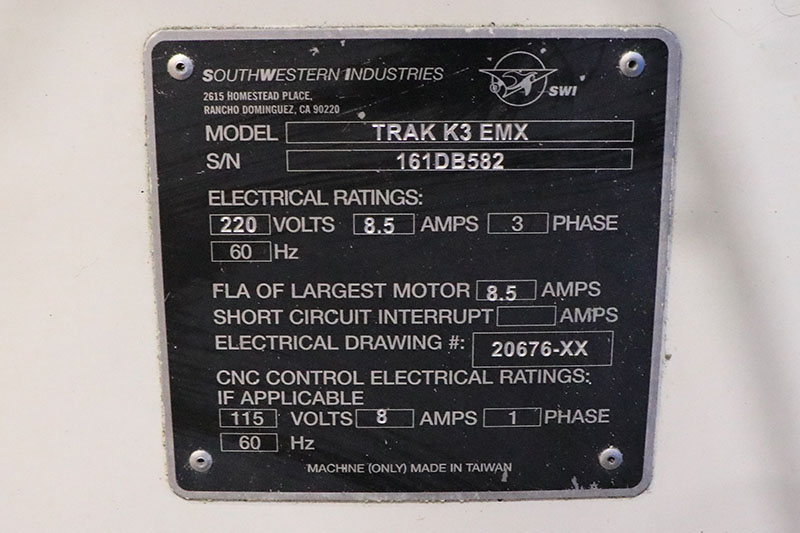 SOUTHWESTERN INDUSTRIES
SWI
2615 HOMESTEAD PLACE,
RANCHO DOMINGUEZ, CA 90220
MODEL TRAK K3 EMX
S/N 161DB582
ELECTRICAL RATINGS:
220 VOLTS 8.5 AMPS 3 PHASE
60 Hz
FLA OF LARGEST MOTOR 8.5 AMPS
SHORT CIRCUIT INTERRUPT AMPS
ELECTRICAL DRAWING #: 20676-XX
CNC CONTROL ELECTRICAL RATINGS:
IF APPLICABLE
115 VOLTS 8 AMPS 1 PHASE
60 Hz
MACHINE (ONLY) MADE IN TAIWAN